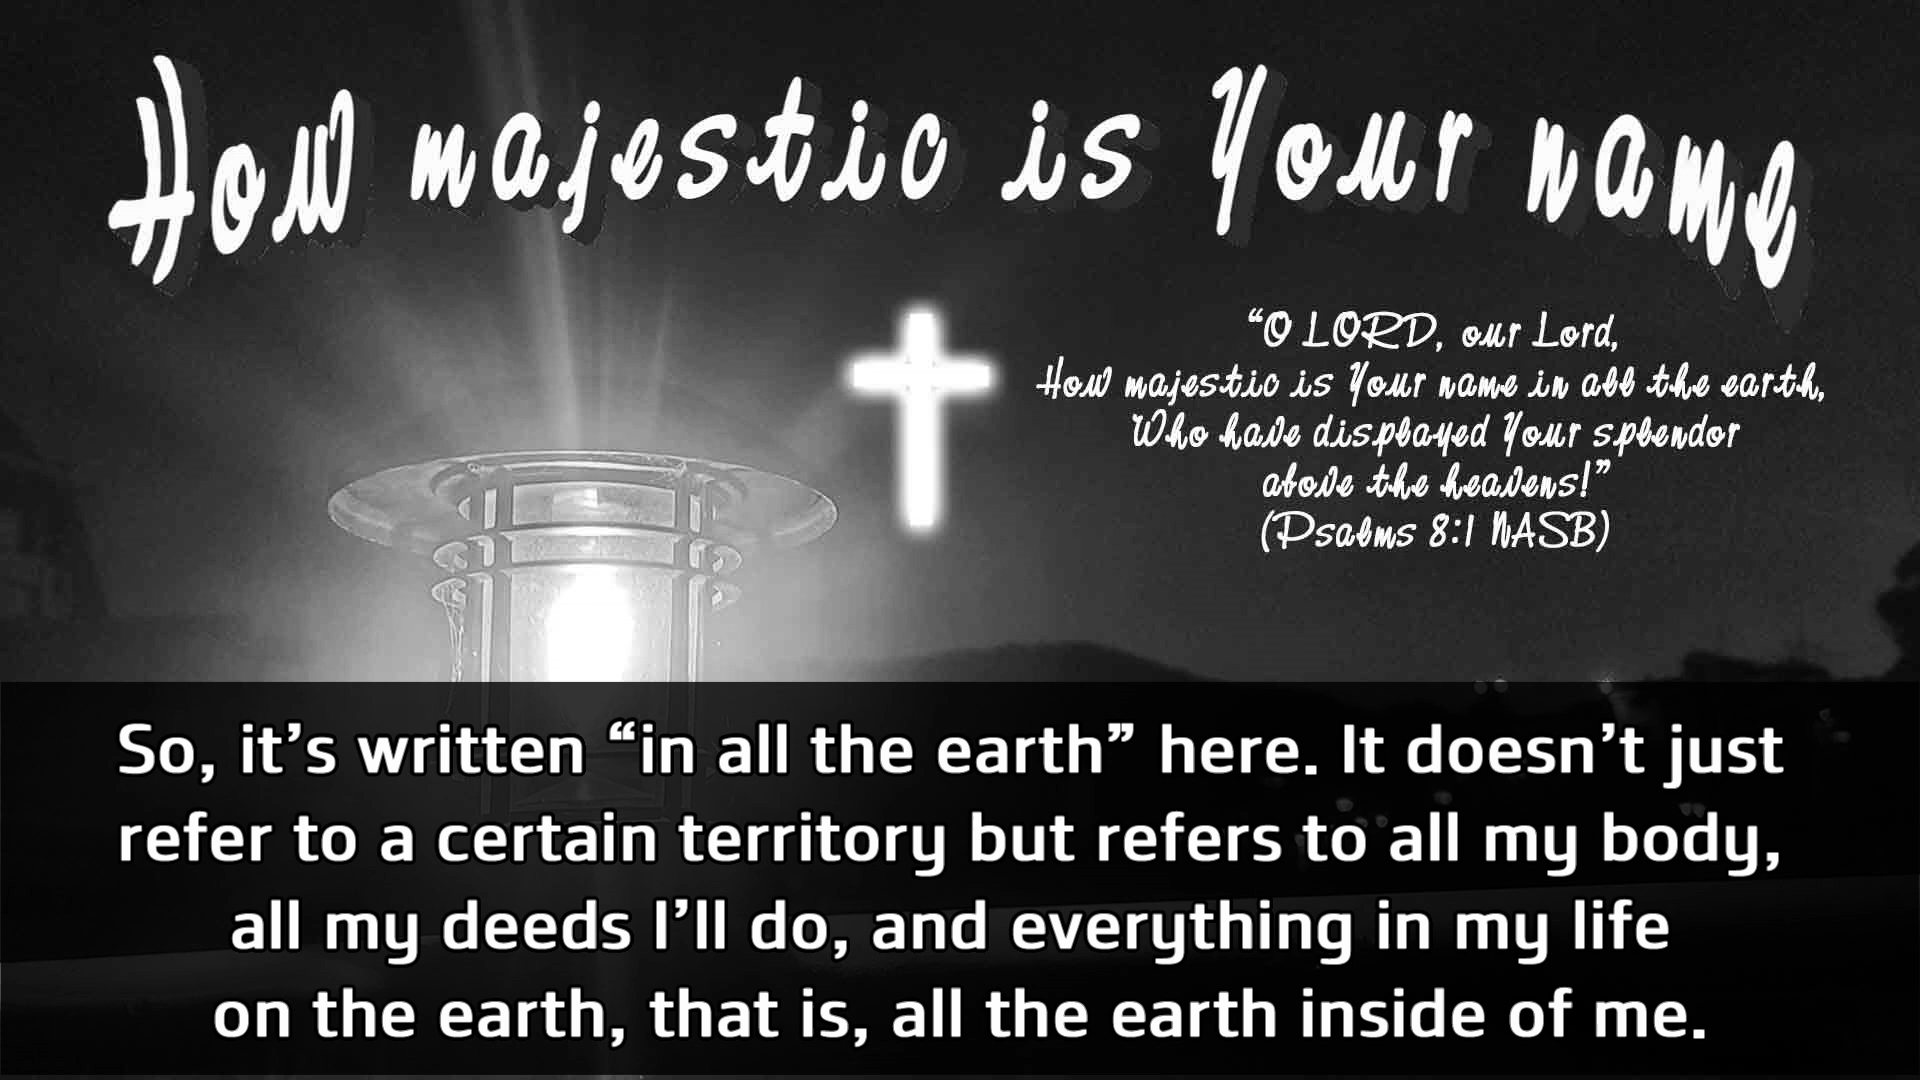 How majestic is Your name
“O LORD, our Lord,
How majestic is Your name in all the earth,
Who have displayed Your splendor
above the heavens!”
(Psalms 8:1 NASB)
So, it’s written “in all the earth” here. It doesn’t just
refer to a certain territory but refers to all my body,
all my deeds I’ll do, and everything in my life
on the earth, that is, all the earth inside of me.